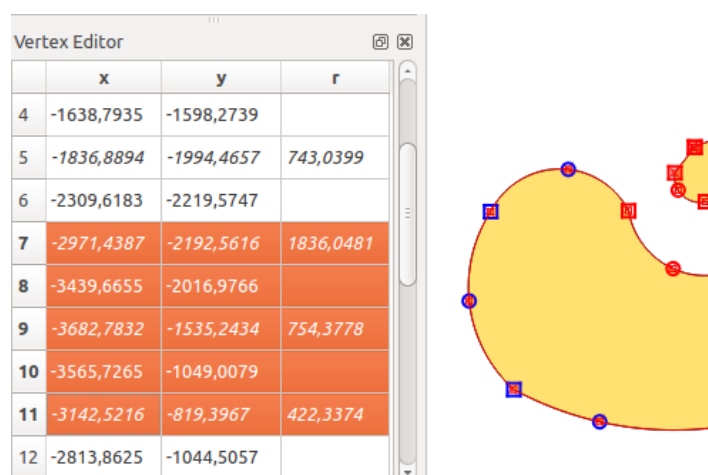 Vertex Editor
x y r
4 -1638,7935 -1598,2739
5 -1836,8894 -1994,4657 743,0399
6 -2309,6183 -2219,5747
7 -2971,4387 -2192,5616 1836,0481
8 -3439,6655 -2016,9766
9 -3682,7832 -1535,2434 754,3778
10 -3565,7265 -1049,0079
11 -3142,5216 -819,3967 422,3374
12 -2813,8625 -1044,5057